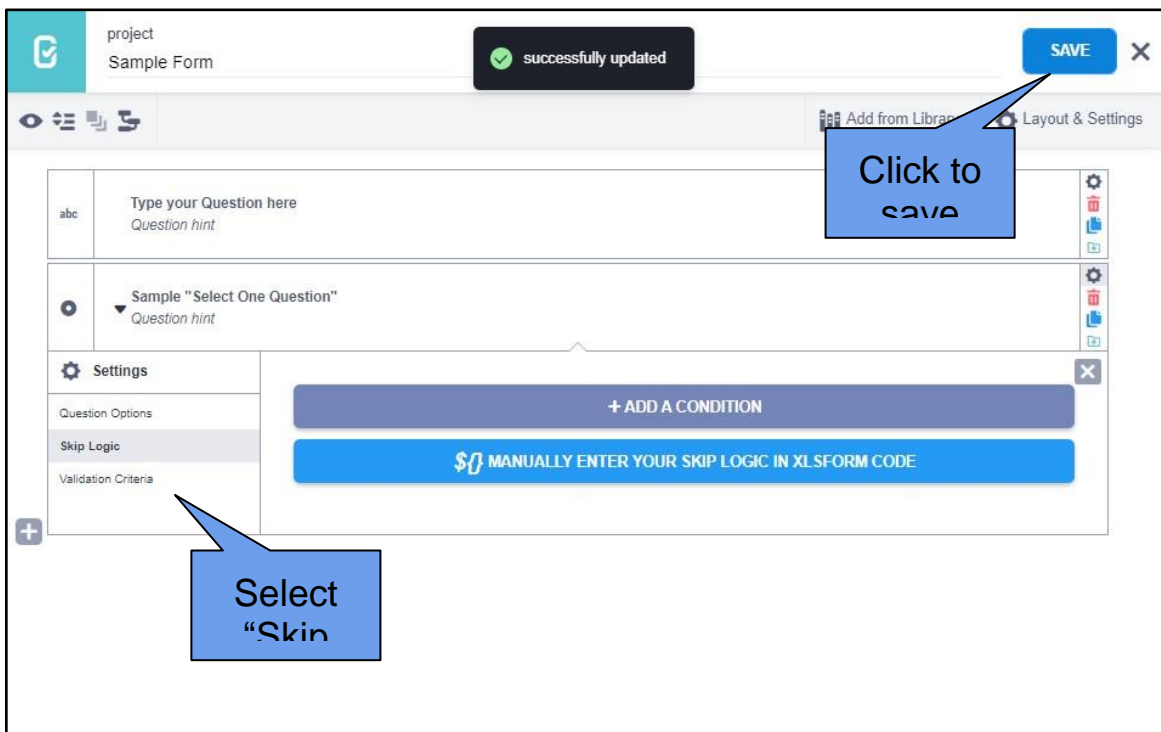 project
Sample Form
successfully updated
SAVE
Add from Librar
Layout & Settings
Click to
save
abc
Type your Question here
Question hint
Sample "Select One Question"
Question hint
Settings
Question Options
Skip Logic
Validation Criteria
+ ADD A CONDITION
${} MANUALLY ENTER YOUR SKIP LOGIC IN XLSFORM CODE
Select
“Skip